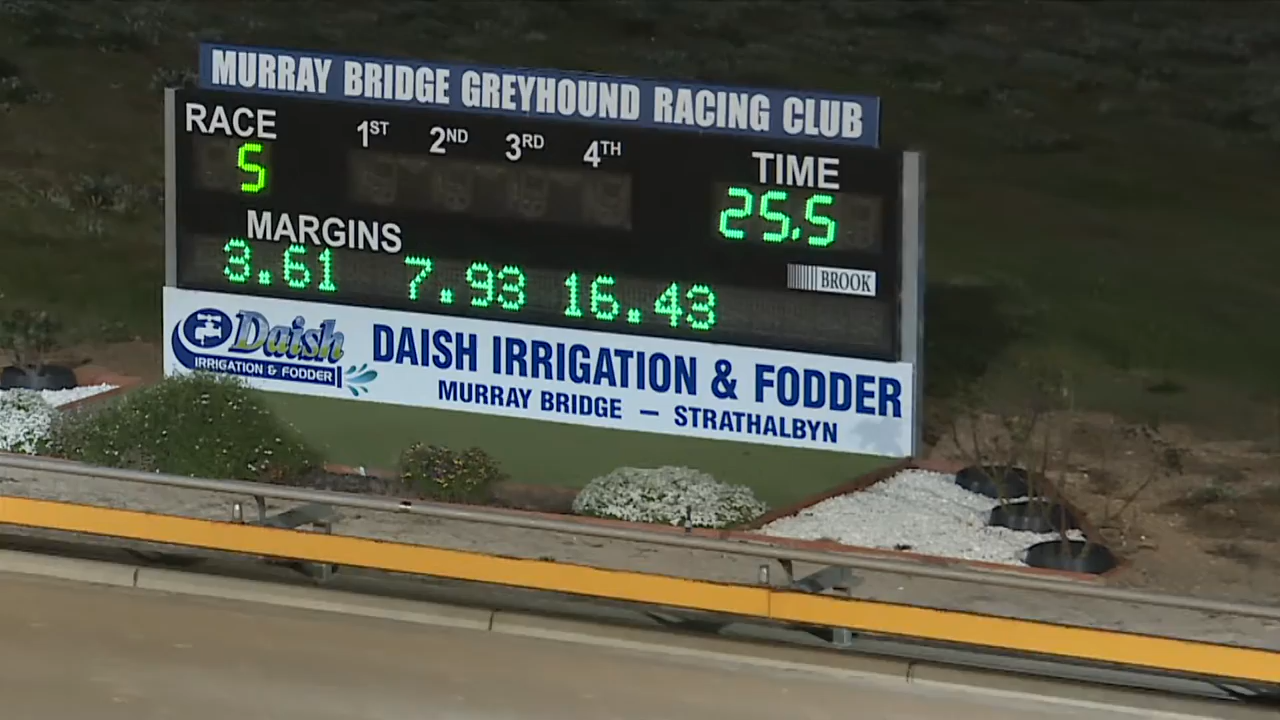 MURRAY BRIDGE GREYHOUND RACING CLUB
RACE 1ST 2ND 3RD 4TH TIME
5 25.5
MARGINS
3.61 7.93 16.43
BROOK
Daish
IRRIGATION & FODDER
DAISH IRRIGATION & FODDER
MURRAY BRIDGE – STRATHALBYN